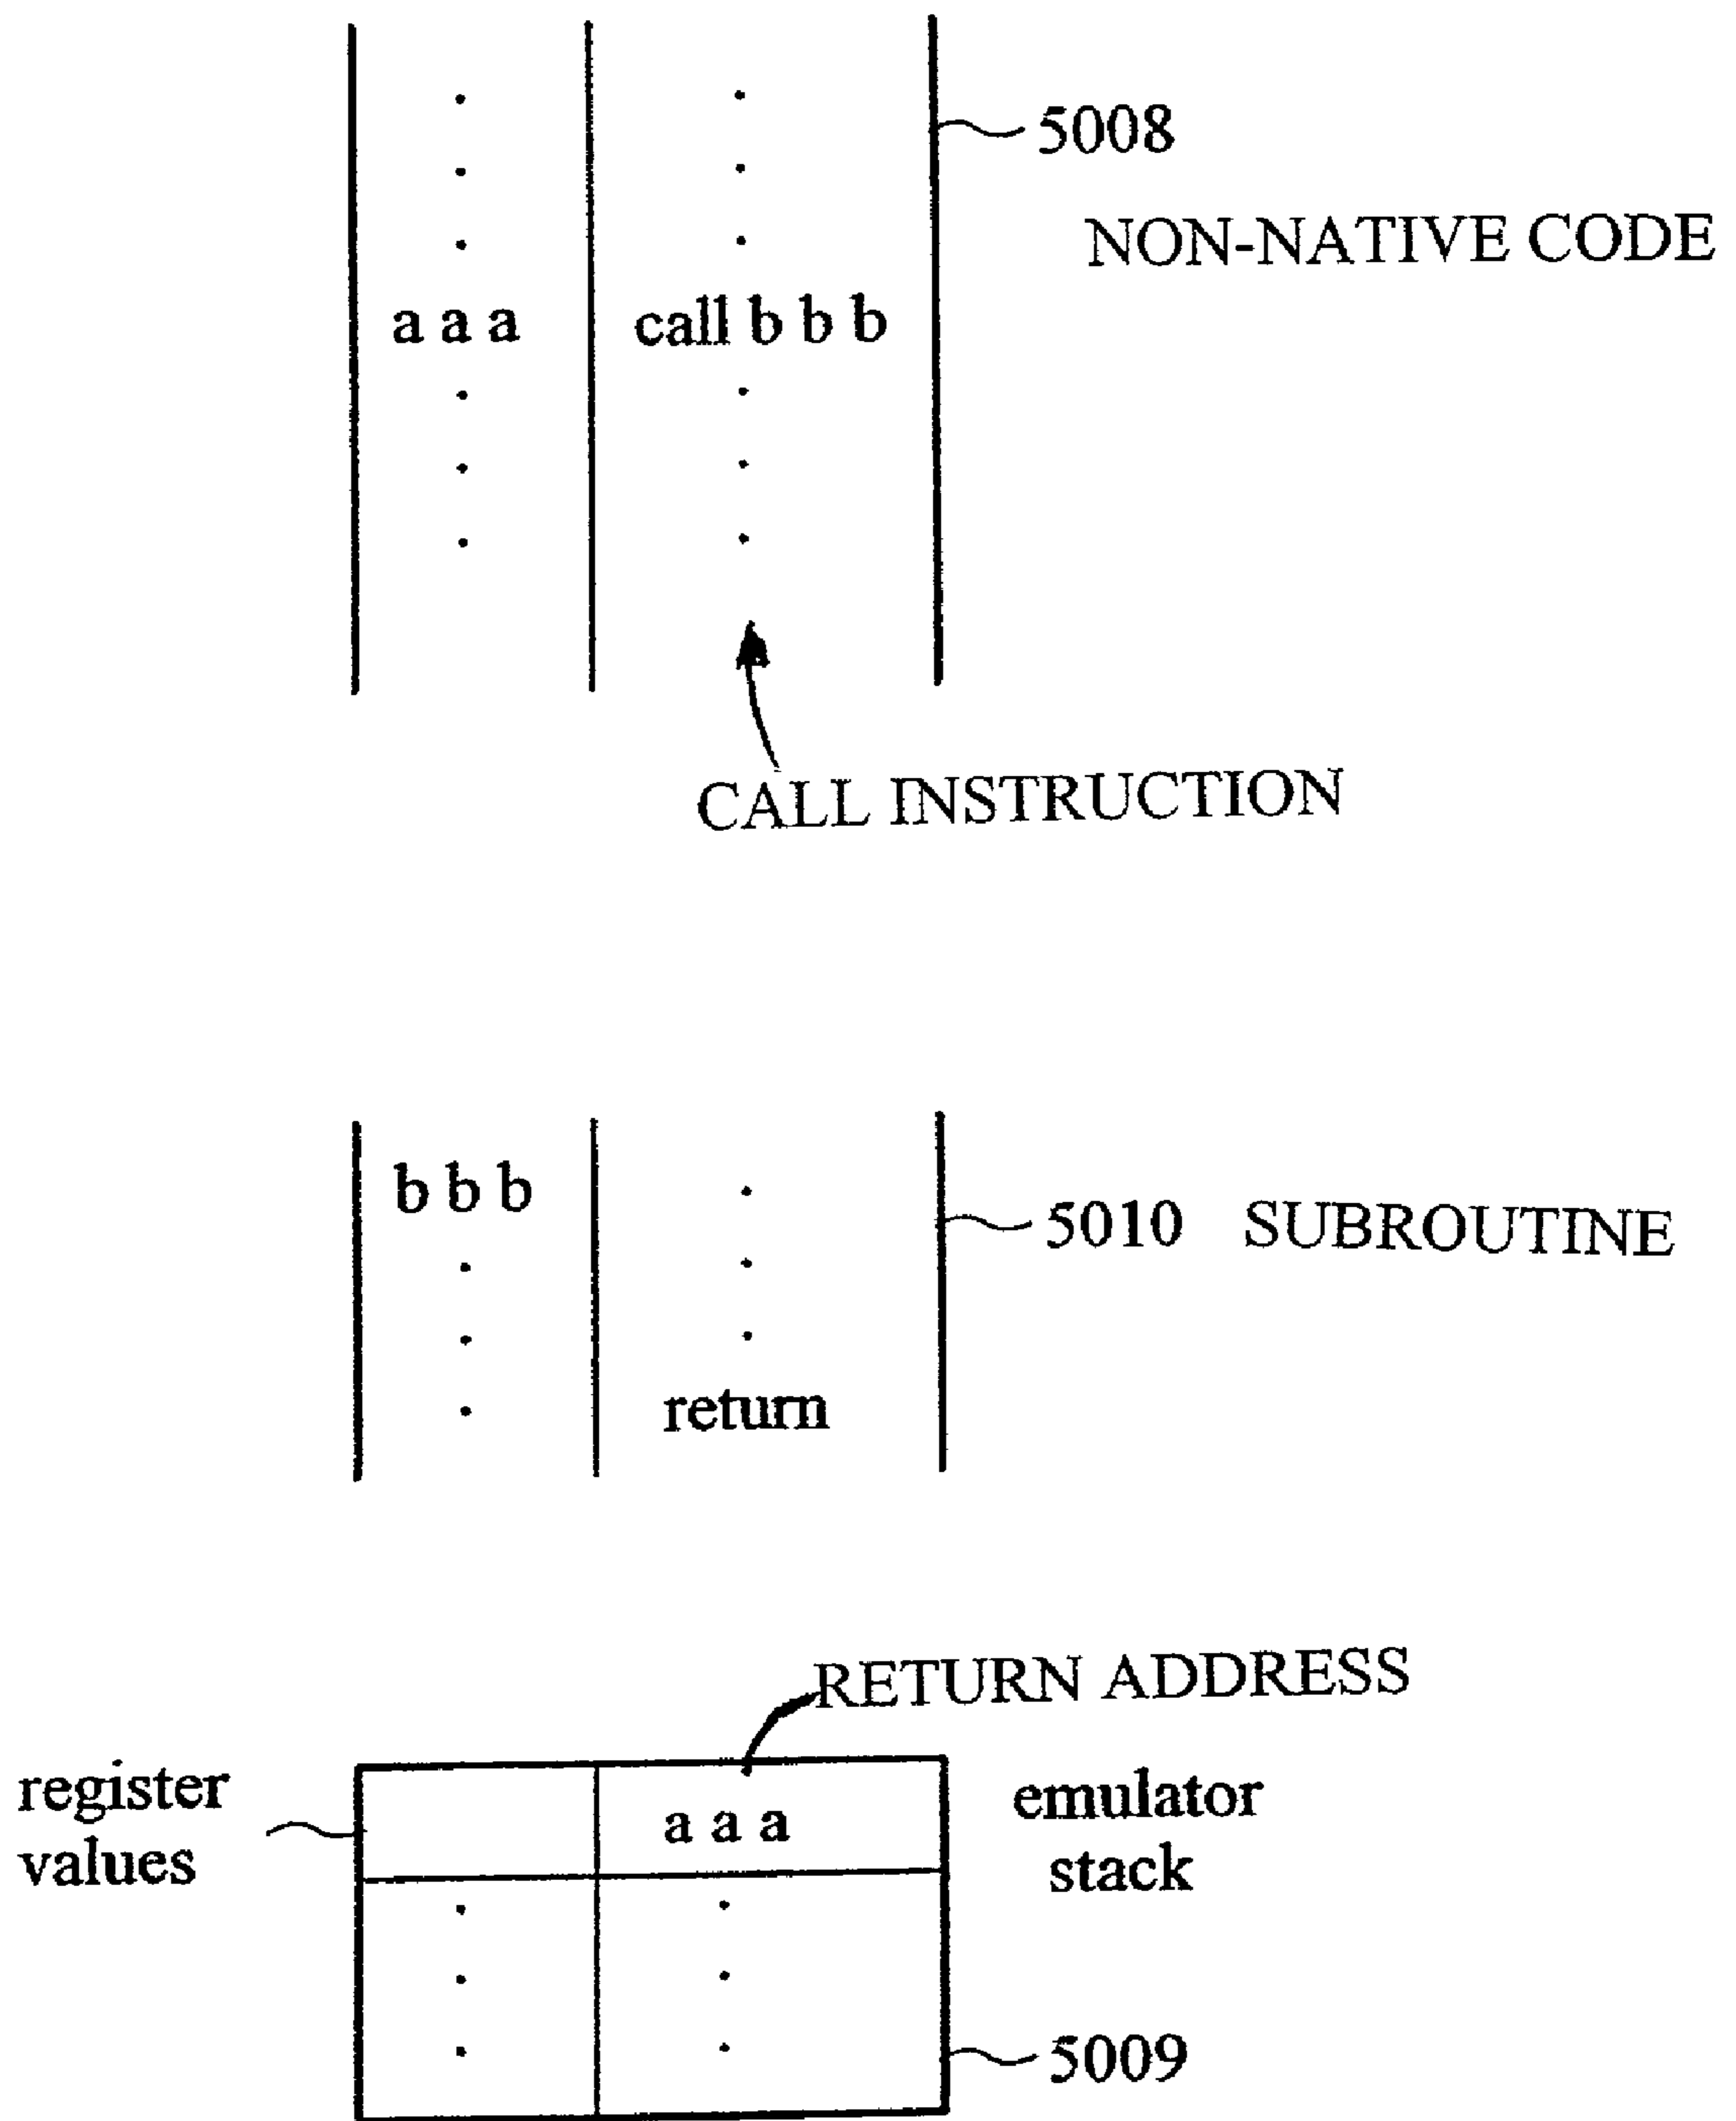 5008
NON-NATIVE CODE
a a a call b b b
CALL INSTRUCTION
b b b
5010 SUBROUTINE
return
RETURN ADDRESS
register
values
a a a
emulator
stack
5009